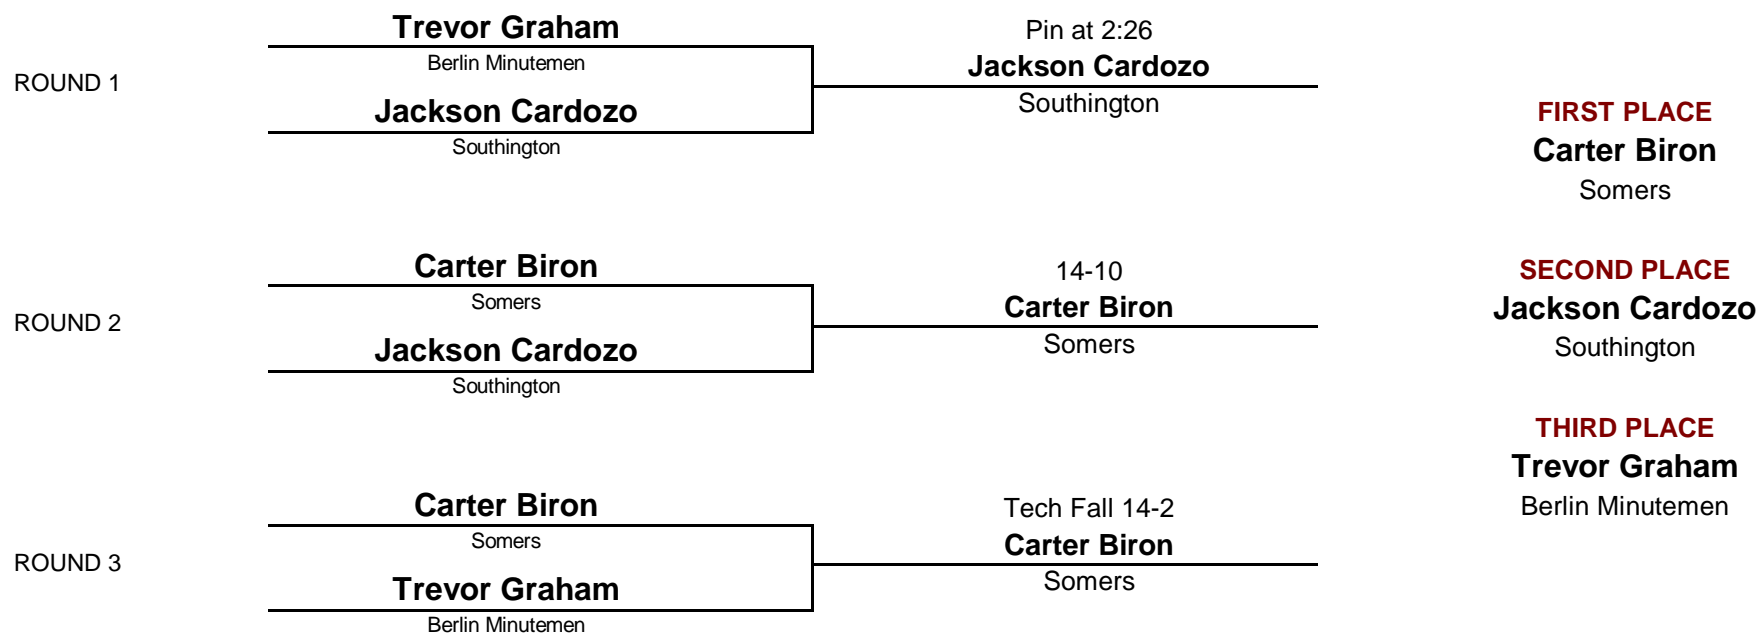 ROUND 1
Trevor Graham
Berlin Minutemen
Jackson Cardozo
Southington
Pin at 2:26
Jackson Cardozo
Southington
ROUND 2
Carter Biron
Somers
Jackson Cardozo
Southington
14-10
Carter Biron
Somers
ROUND 3
Carter Biron
Somers
Trevor Graham
Berlin Minutemen
Tech Fall 14-2
Carter Biron
Somers
FIRST PLACE
Carter Biron
Somers
SECOND PLACE
Jackson Cardozo
Southington
THIRD PLACE
Trevor Graham
Berlin Minutemen